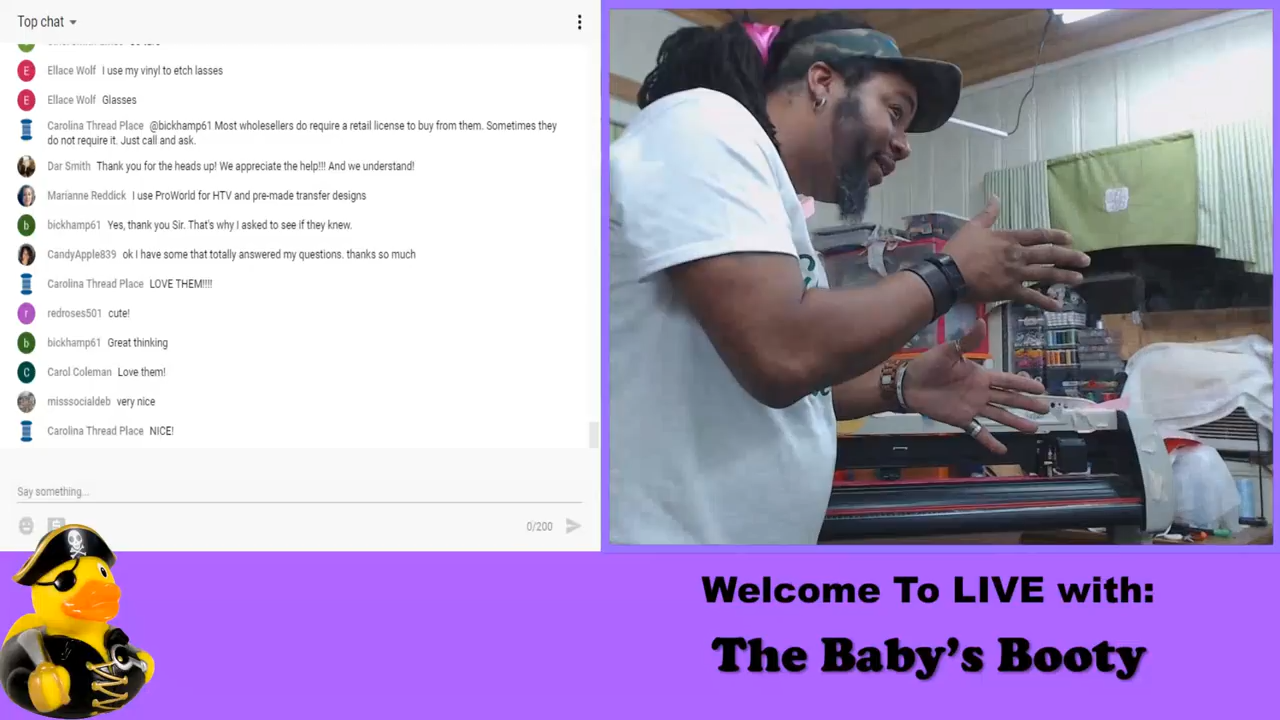 Top chat
Ellace Wolf I use my vinyl to etch lasses
Ellace Wolf Glasses
Carolina Thread Place @bickhamp61 Most wholesellers do require a retail license to buy from them. Sometimes they
do not require it. Just call and ask.
Dar Smith Thank you for the heads up! We appreciate the help!!! And we understand!
Marianne Reddick I use ProWorld for HTV and pre-made transfer designs
b bickhamp61 Yes, thank you Sir. That's why I asked to see if they knew.
CandyApple839 ok I have some that totally answered my questions. thanks so much
Carolina Thread Place LOVE THEM!!!!
r redroses501 cute!
b bickhamp61 Great thinking
C Carol Coleman Love them!
misssocialdeb very nice
Carolina Thread Place NICE!
Say something...
0/200
Welcome To LIVE with:
The Baby's Booty